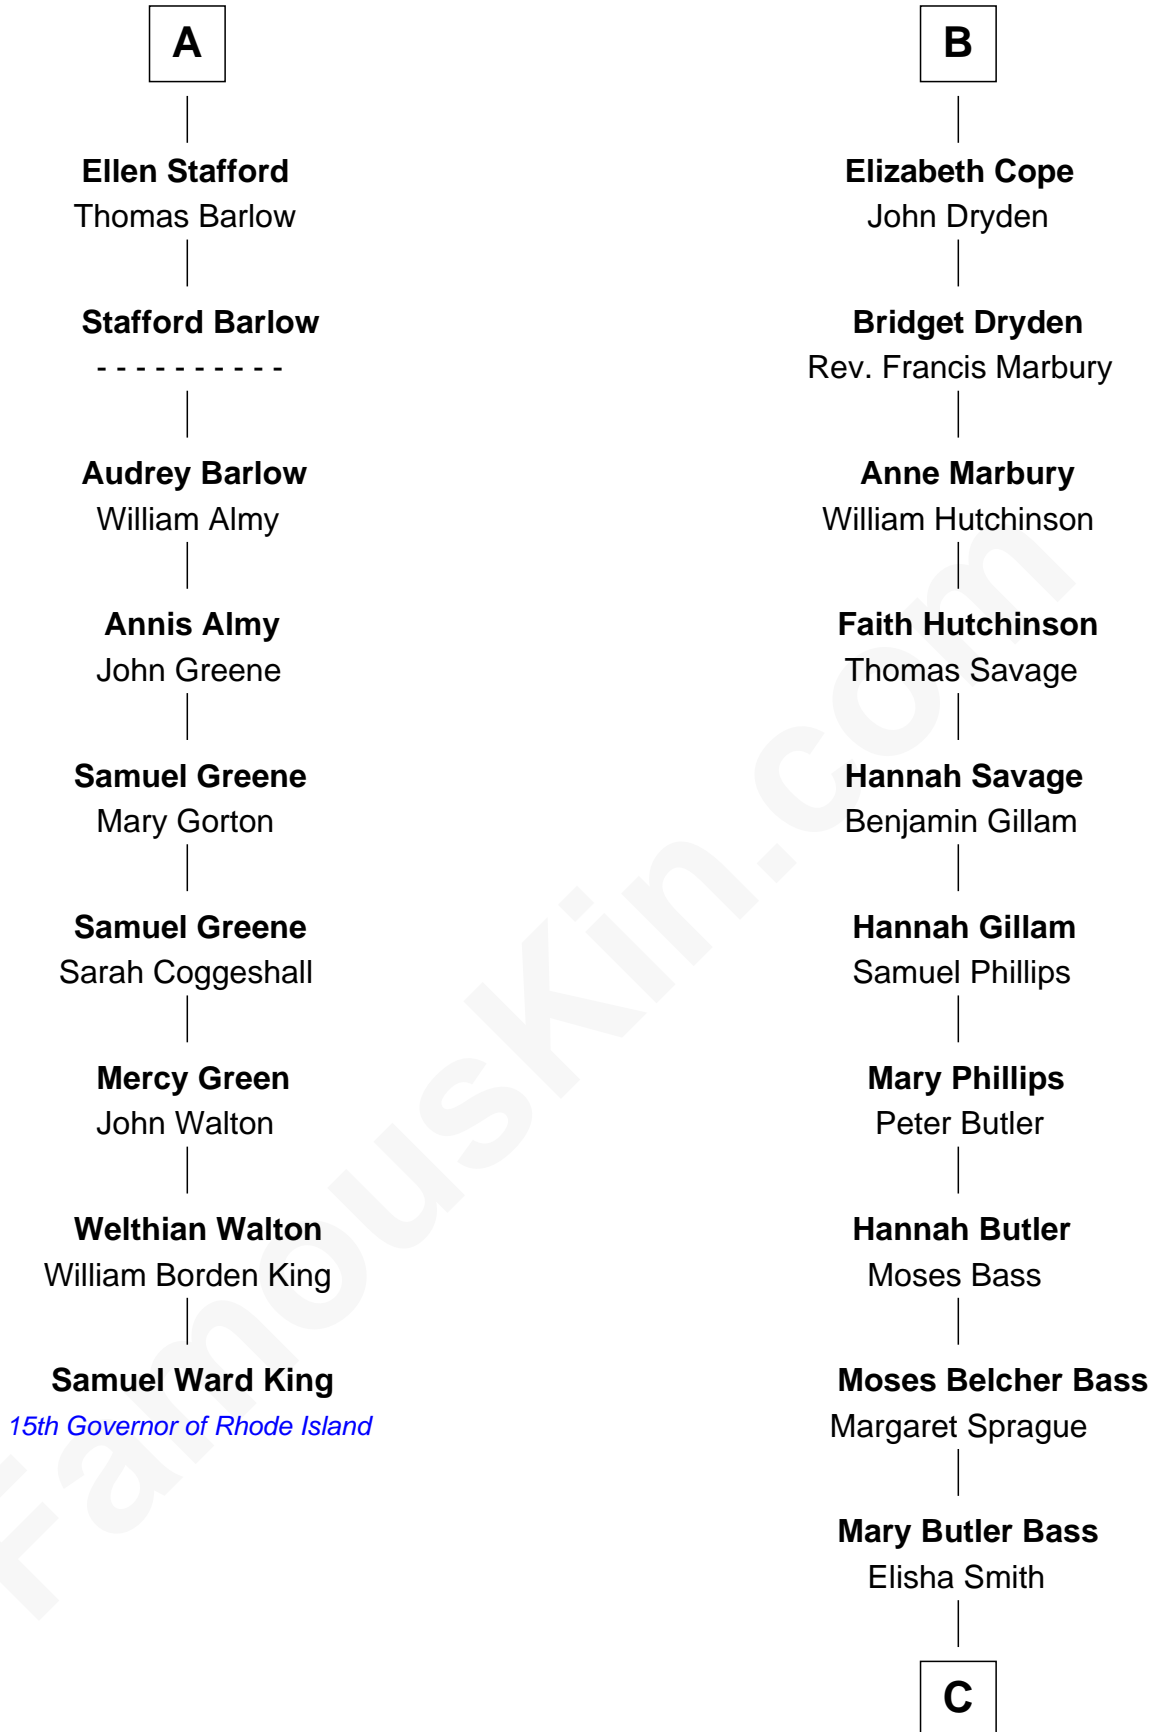 A
Ellen Stafford
Thomas Barlow
Stafford Barlow
- - - - - - - - - -
Audrey Barlow
William Almy
Annis Almy
John Greene
Samuel Greene
Mary Gorton
Samuel Greene
Sarah Coggeshall
Mercy Green
John Walton
Welthian Walton
William Borden King
Samuel Ward King
15th Governor of Rhode Island
B
Elizabeth Cope
John Dryden
Bridget Dryden
Rev. Francis Marbury
Anne Marbury
William Hutchinson
Faith Hutchinson
Thomas Savage
Hannah Savage
Benjamin Gillam
Hannah Gillam
Samuel Phillips
Mary Phillips
Peter Butler
Hannah Butler
Moses Bass
Moses Belcher Bass
Margaret Sprague
Mary Butler Bass
Elisha Smith
C
FamousKin.com